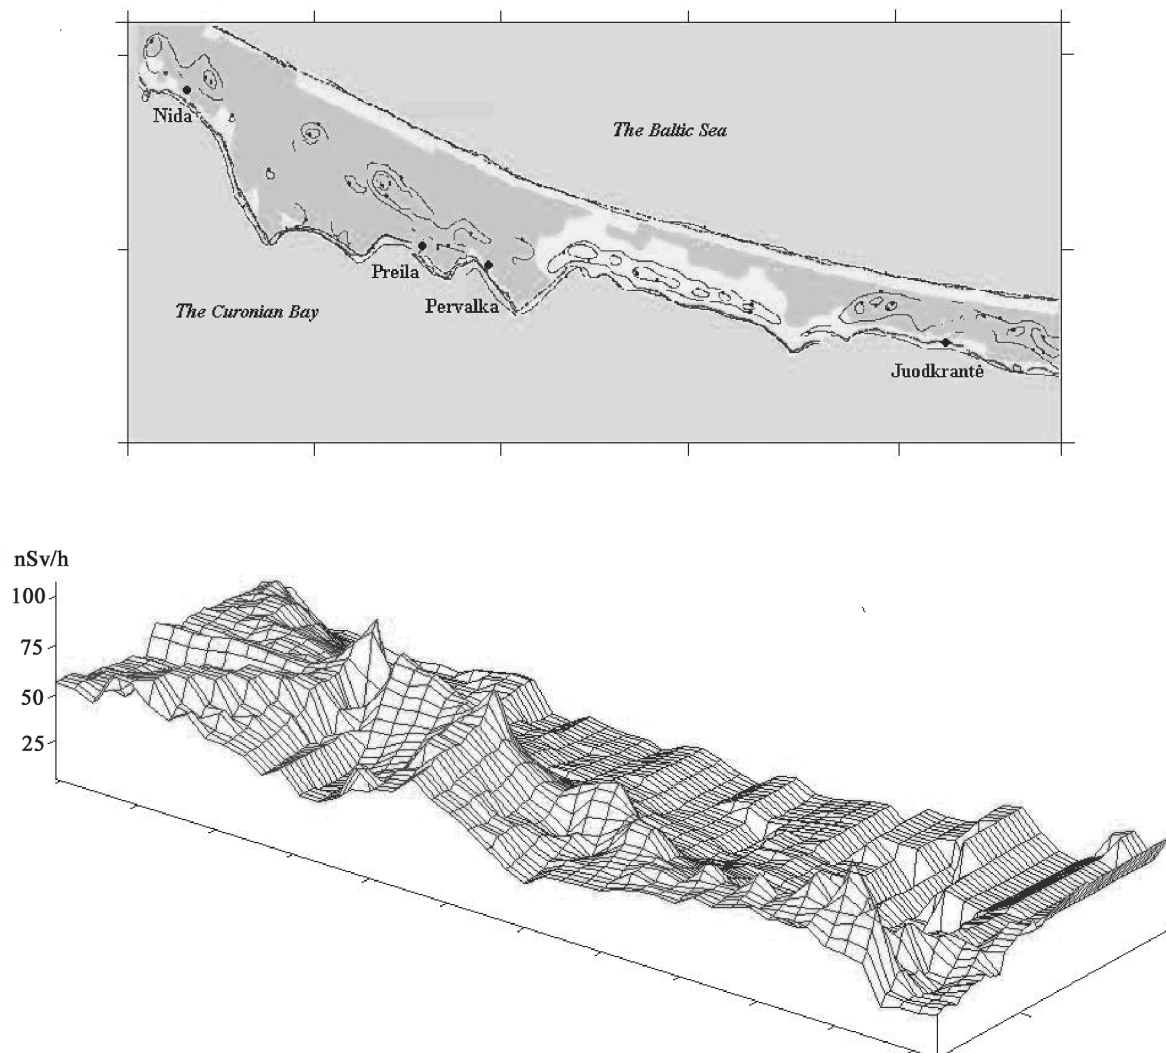 The Baltic Sea
Nida
Preila
The Curonian Bay
Pervalka
Juodkrantė
nSv/h
100
75
50
25